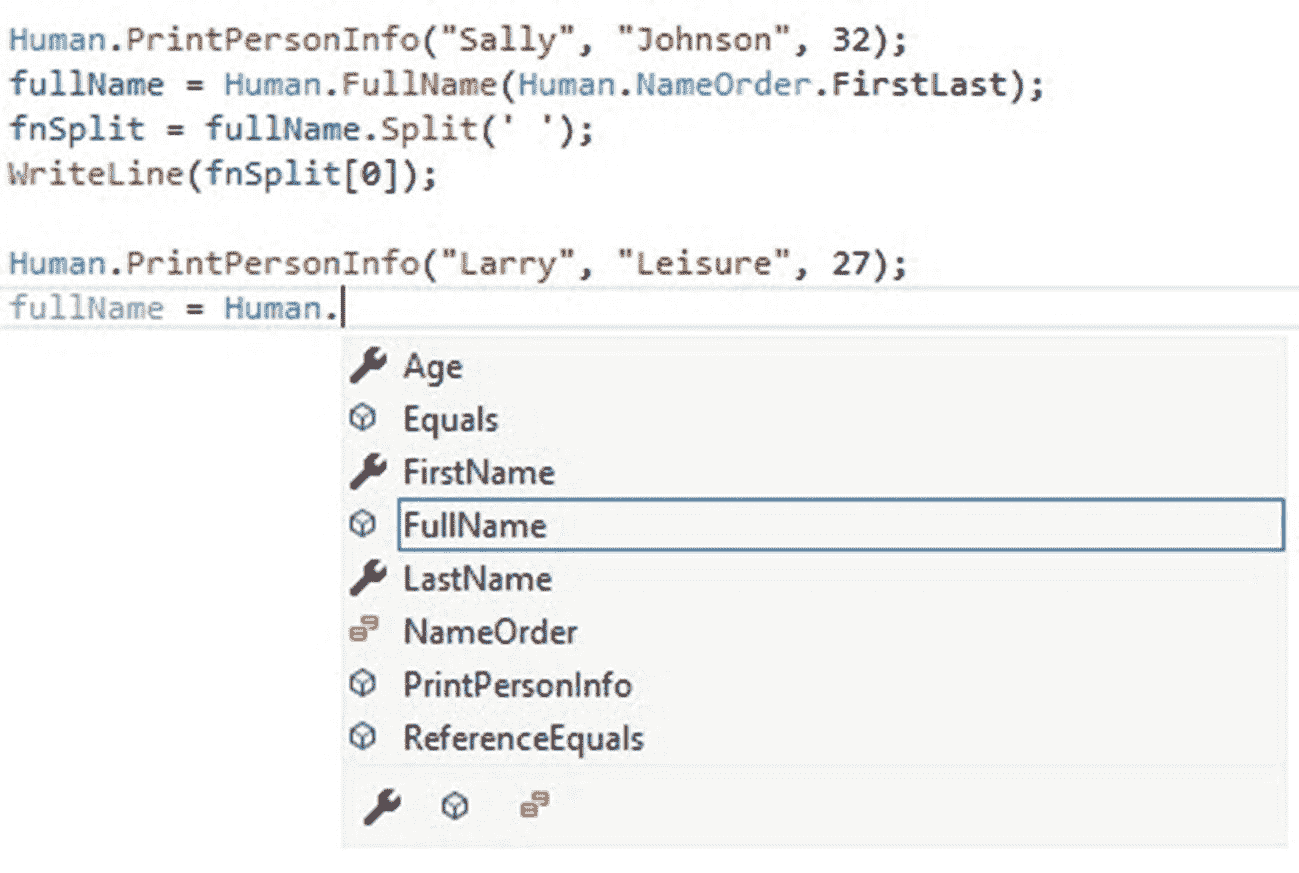 Human.PrintPersonInfo("Sally", "Johnson", 32);
fullName = Human.FullName(Human.NameOrder.FirstLast);
fnSplit = fullName.Split(' ');
WriteLine(fnSplit[0]);
Human.PrintPersonInfo("Larry", "Leisure", 27);
fullName = Human.
Age
Equals
FirstName
FullName
LastName
NameOrder
PrintPersonInfo
ReferenceEquals